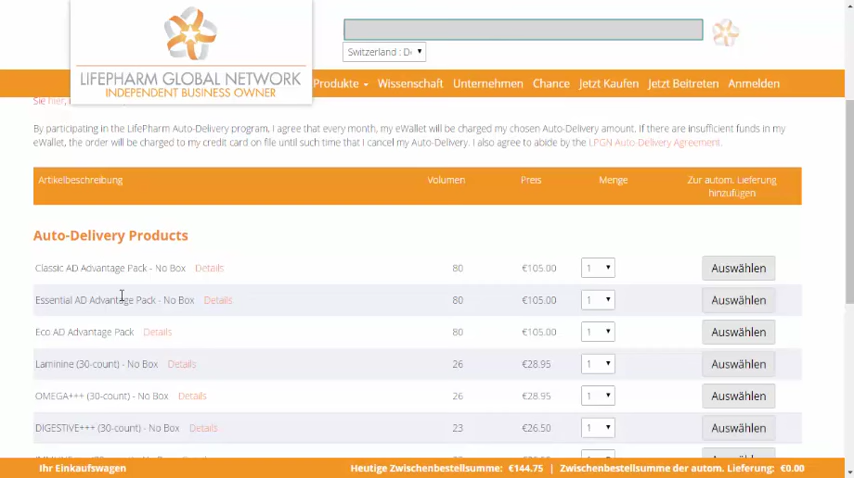 Switzerland : D
LIFEPHARM GLOBAL NETWORK
INDEPENDENT BUSINESS OWNER
Produkte Wissenschaft Unternehmen Chance Jetzt Kaufen Jetzt Beitreten Anmelden
Sie hier,
By participating in the LifePharm Auto-Delivery program, I agree that every month, my eWallet will be charged my chosen Auto-Delivery amount. If there are insufficient funds in my
eWallet, the order will be charged to my credit card on file until such time that I cancel my Auto-Delivery. I also agree to abide by the LPGN Auto-Delivery Agreement.
Artikelbeschreibung Volumen Preis Menge Zur autom. Lieferung
hinzufügen
Auto-Delivery Products
Classic AD Advantage Pack - No Box Details 80 €105.00 1 Auswählen
Essential AD Advantage Pack - No Box Details 80 €105.00 1 Auswählen
Eco AD Advantage Pack Details 80 €105.00 1 Auswählen
Laminine (30-count) - No Box Details 26 €28.95 1 Auswählen
OMEGA+++ (30-count) - No Box Details 26 €28.95 1 Auswählen
DIGESTIVE+++ (30-count) - No Box Details 23 €26.50 1 Auswählen
Ihr Einkaufswagen Heutige Zwischenbestellsumme: €144.75 | Zwischenbestellsumme der autom. Lieferung: €0.00